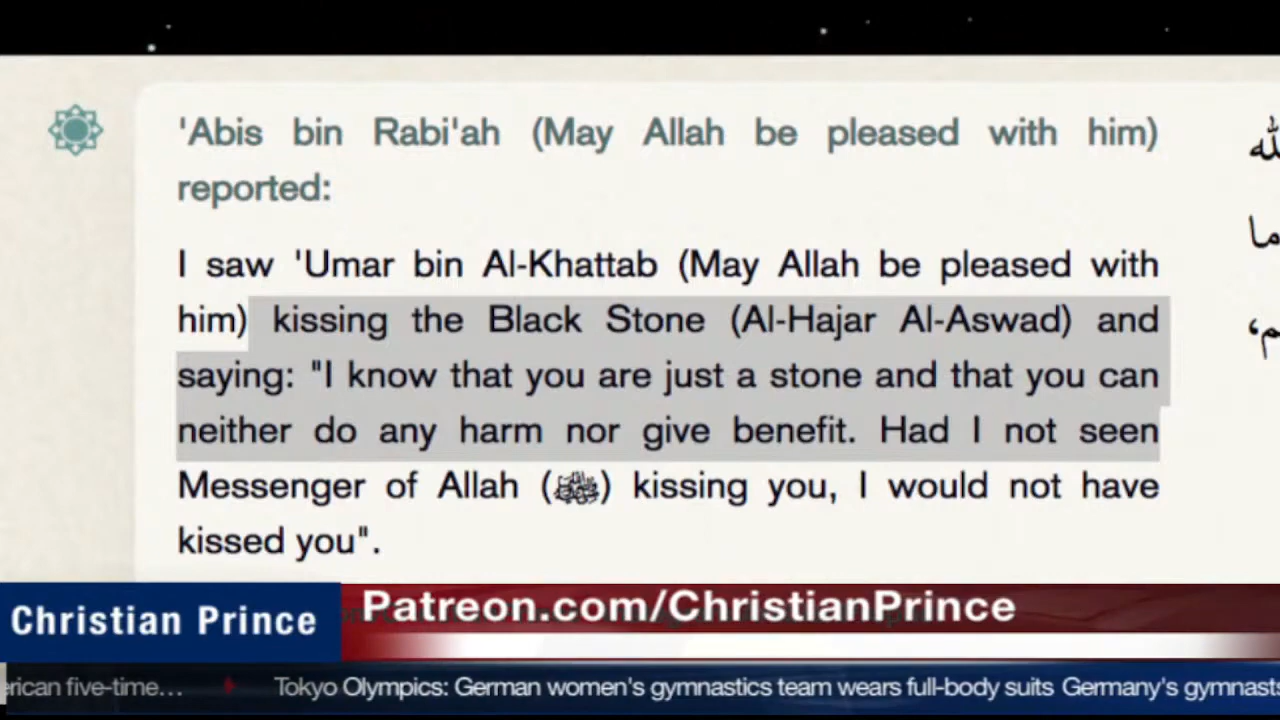 'Abis bin Rabi'ah (May Allah be pleased with him)
reported:
I saw 'Umar bin Al-Khattab (May Allah be pleased with
him) kissing the Black Stone (Al-Hajar Al-Aswad) and
saying: "I know that you are just a stone and that you can
neither do any harm nor give benefit. Had I not seen
Messenger of Allah (ﷺ) kissing you, I would not have
kissed you".
ما
Christian Prince
Patreon.com/ChristianPrince
erican five-time... Tokyo Olympics: German women's gymnastics team wears full-body suits Germany's gymnasts